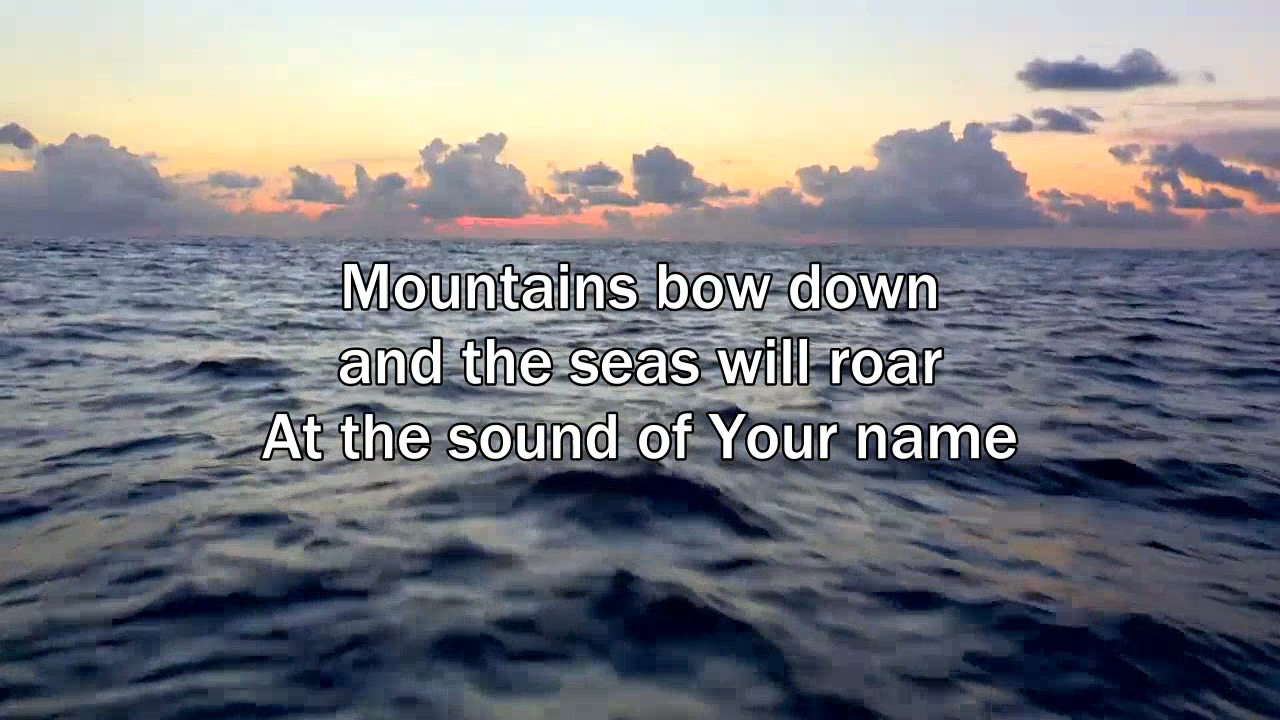 Mountains bow down
and the seas will roar
At the sound of Your name